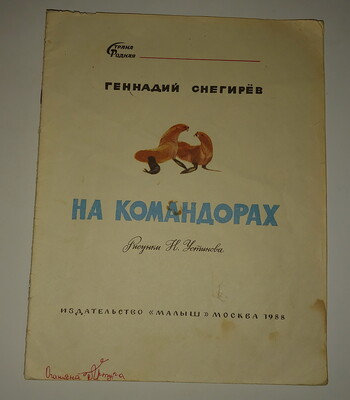 Страна
Родная
ГЕННАДИЙ СНЕГИРЁВ
НА КОМАНДОРАХ
Рисунки Н. Устинова
ИЗДАТЕЛЬСТВО «МАЛЫШ» МОСКВА 1988